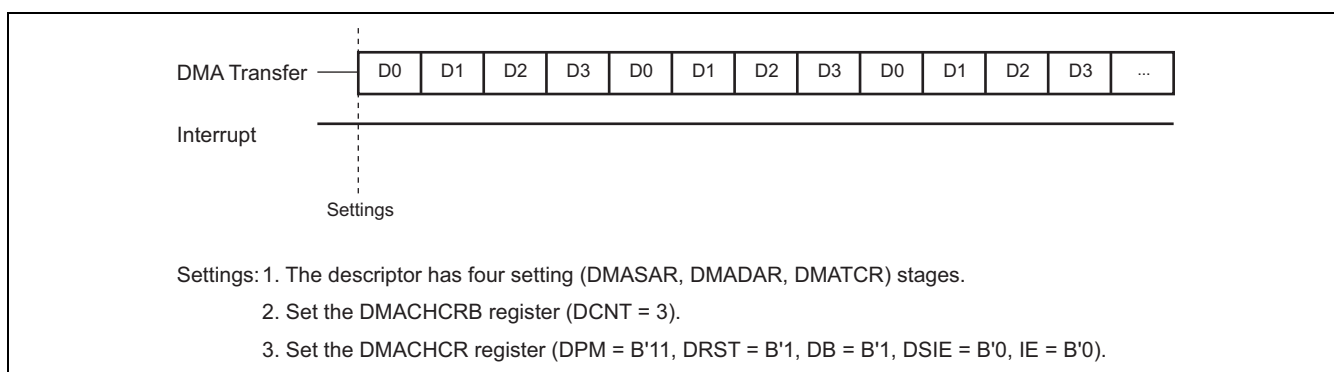 DMA Transfer D0 D1 D2 D3 D0 D1 D2 D3 D0 D1 D2 D3 ...
Interrupt
Settings
Settings: 1. The descriptor has four setting (DMASAR, DMADAR, DMATCR) stages.
2. Set the DMACHCRB register (DCNT = 3).
3. Set the DMACHCR register (DPM = B'11, DRST = B'1, DB = B'1, DSIE = B'0, IE = B'0).